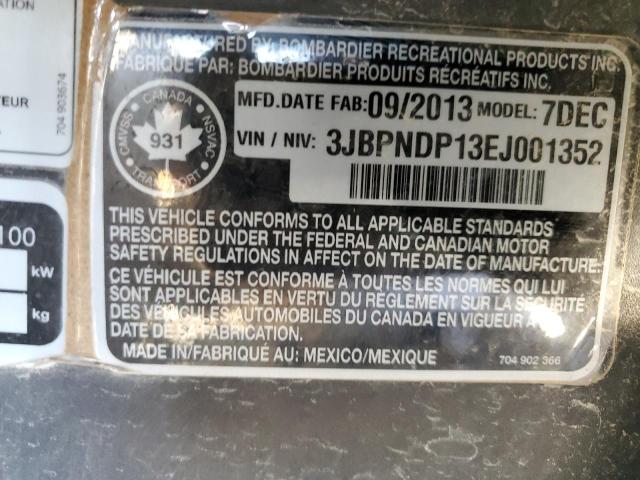 MANUFACTURED BY: BOMBARDIER RECREATIONAL PRODUCTS INC.
FABRIQUÉ PAR: BOMBARDIER PRODUITS RÉCRÉATIFS INC.
MFD.DATE FAB: 09/2013 MODEL: 7DEC
VIN / NIV: 3JBPNDP13EJ001352
CANADA
CMVSS
NSVAC
931
TRANSPORT
THIS VEHICLE CONFORMS TO ALL APPLICABLE STANDARDS
PRESCRIBED UNDER THE FEDERAL AND CANADIAN MOTOR
SAFETY REGULATIONS IN AFFECT ON THE DATE OF MANUFACTURE.
CE VÉHICULE EST CONFORME À TOUTES LES NORMES QUI LUI
SONT APPLICABLES EN VERTU DU REGLEMENT SUR LA SÉCURITÉ
DES VÉHICULES AUTOMOBILES DU CANADA EN VIGUEUR À LA
DATE DE SA FABRICATION.
MADE IN/FABRIQUÉ AU: MEXICO/MEXIQUE
704 902 366
TEUR
704 903674
100
kW
kg